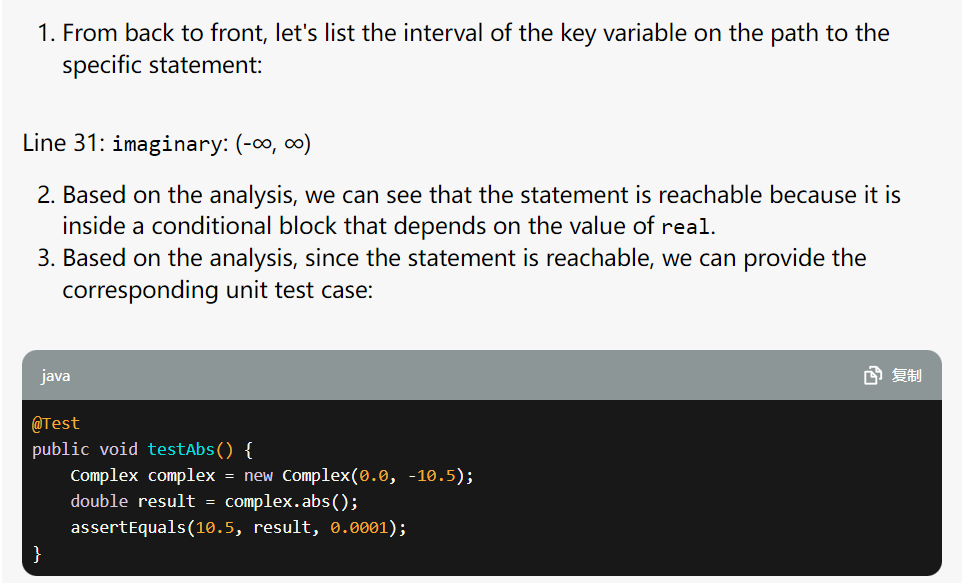 1. From back to front, let's list the interval of the key variable on the path to the
specific statement:
Line 31: imaginary: (-∞, ∞)
2. Based on the analysis, we can see that the statement is reachable because it is
inside a conditional block that depends on the value of real.
3. Based on the analysis, since the statement is reachable, we can provide the
corresponding unit test case:
java 复制
@Test
public void testAbs() {
    Complex complex = new Complex(0.0, -10.5);
    double result = complex.abs();
    assertEquals(10.5, result, 0.0001);
}